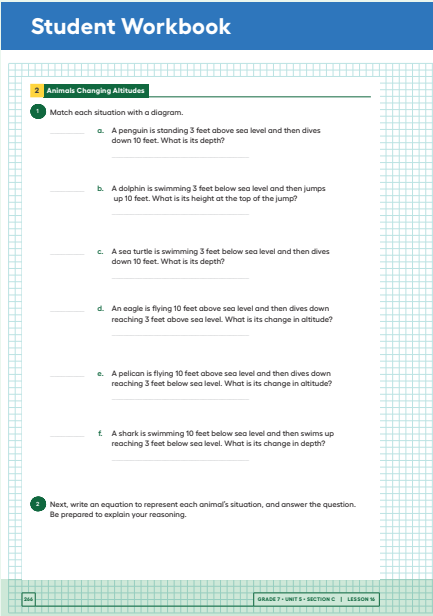 Student Workbook
2 Animals Changing Altitudes
1 Match each situation with a diagram.
a. A penguin is standing 3 feet above sea level and then dives
down 10 feet. What is its depth?
b. A dolphin is swimming 3 feet below sea level and then jumps
up 10 feet. What is its height at the top of the jump?
c. A sea turtle is swimming 3 feet below sea level and then dives
down 10 feet. What is its depth?
d. An eagle is flying 10 feet above sea level and then dives down
reaching 3 feet above sea level. What is its change in altitude?
e. A pelican is flying 10 feet above sea level and then dives down
reaching 3 feet below sea level. What is its change in altitude?
f. A shark is swimming 10 feet below sea level and then swims up
reaching 3 feet below sea level. What is its change in depth?
2 Next, write an equation to represent each animal's situation, and answer the question.
Be prepared to explain your reasoning.
266 GRADE 7 • UNIT 5 • SECTION C | LESSON 16